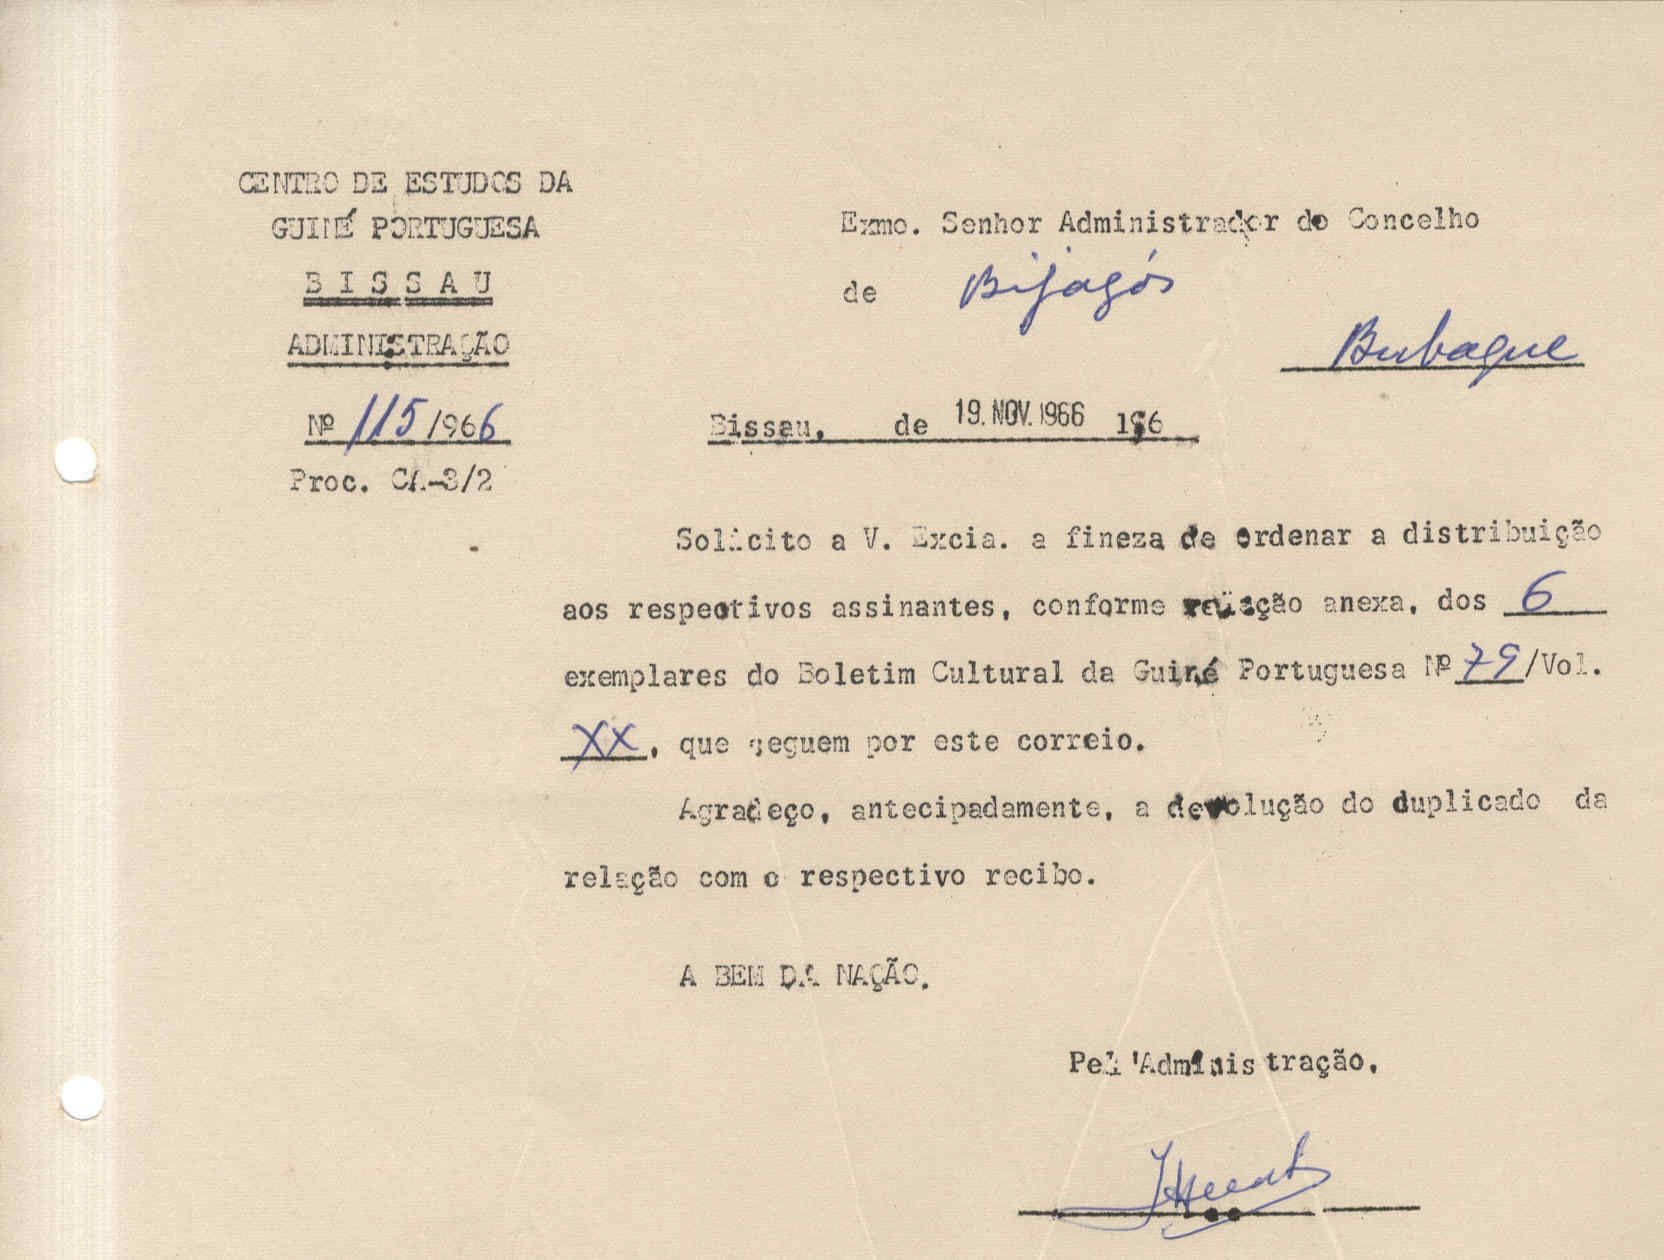 CENTRO DE ESTUDOS DA
GUINÉ PORTUGUESA
B I S S A U
ADMINISTRAÇÃO
Nº 115/966
Proc. CA-3/2
Exmo. Senhor Administrador do Concelho
de Bijagós
Bubaque
Bissau, de 19. NOV. 1966 196
Solicito a V. Excia. a fineza de ordenar a distribuição
aos respectivos assinantes, conforme relação anexa, dos 6
exemplares do Boletim Cultural da Guiné Portuguesa Nº 79/Vol.
XX, que seguem por este correio.
Agradeço, antecipadamente, a devolução do duplicado da
relação com o respectivo recibo.
A BEM DA NAÇÃO.
Pel'Administração,